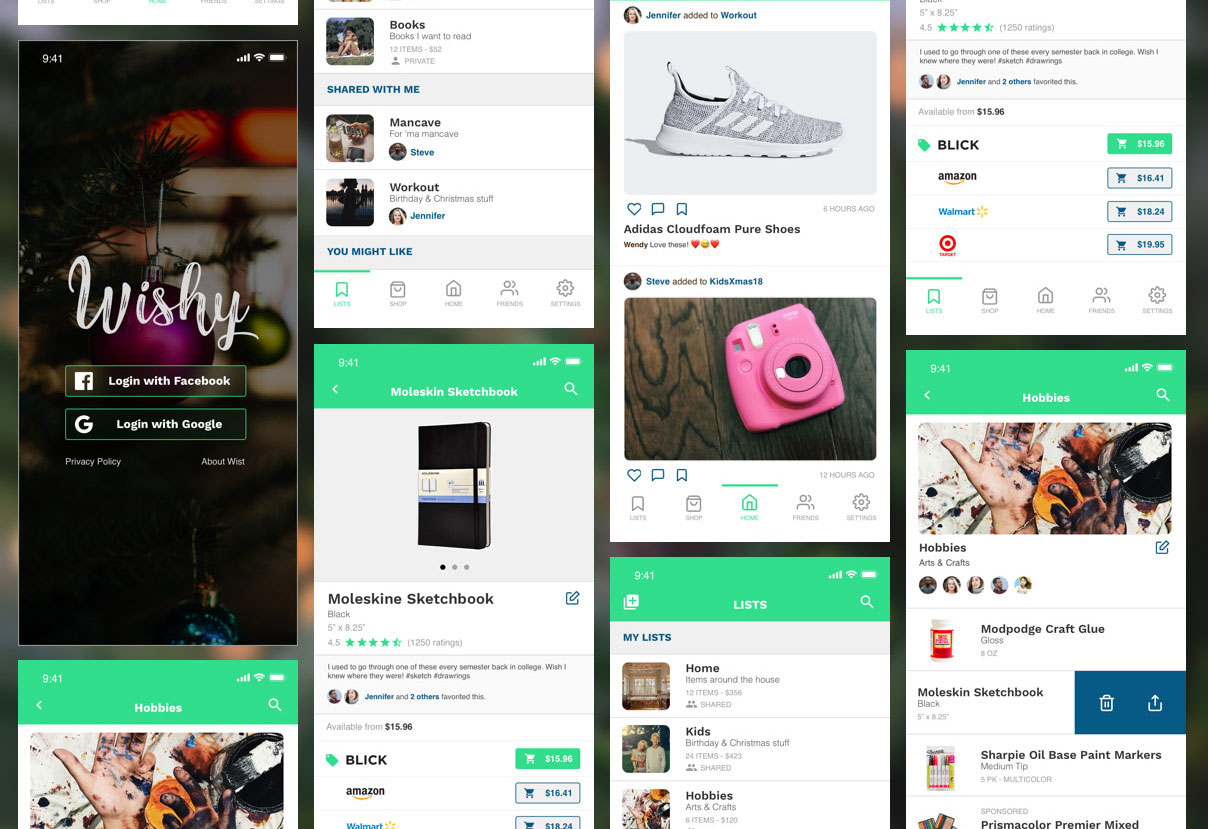 LISTS
SHOP
HOME
FRIENDS
SETTINGS
9:41
Wishy
Login with Facebook
Login with Google
Privacy Policy
About Wist
9:41
Hobbies
Books
Books I want to read
12 ITEMS - $52
PRIVATE
SHARED WITH ME
Mancave
For 'ma mancave
Steve
Workout
Birthday & Christmas stuff
Jennifer
YOU MIGHT LIKE
LISTS
SHOP
HOME
FRIENDS
SETTINGS
9:41
Moleskin Sketchbook
Moleskine Sketchbook
Black
5” x 8.25”
4.5
(1250 ratings)
I used to go through one of these every semester back in college. Wish I
knew where they were! #sketch #drawrings
Jennifer and 2 others favorited this.
Available from $15.96
BLICK
$15.96
amazon
$16.41
Walmart
$18.24
Jennifer added to Workout
6 HOURS AGO
Adidas Cloudfoam Pure Shoes
Wendy Love these! ❤️😅❤️
Steve added to KidsXmas18
12 HOURS AGO
LISTS
SHOP
HOME
FRIENDS
SETTINGS
9:41
LISTS
MY LISTS
Home
Items around the house
12 ITEMS - $356
SHARED
Kids
Birthday & Christmas stuff
24 ITEMS - $423
SHARED
Hobbies
Arts & Crafts
6 ITEMS - $120
Black
5” x 8.25”
4.5
(1250 ratings)
I used to go through one of these every semester back in college. Wish I
knew where they were! #sketch #drawrings
Jennifer and 2 others favorited this.
Available from $15.96
BLICK
$15.96
amazon
$16.41
Walmart
$18.24
TARGET
$19.95
LISTS
SHOP
HOME
FRIENDS
SETTINGS
9:41
Hobbies
Hobbies
Arts & Crafts
Modpodge Craft Glue
Gloss
8 OZ
Moleskin Sketchbook
Black
5” x 8.25”
Sharpie Oil Base Paint Markers
Medium Tip
5 PK - MULTICOLOR
SPONSORED
Prismacolor Premier Mixed